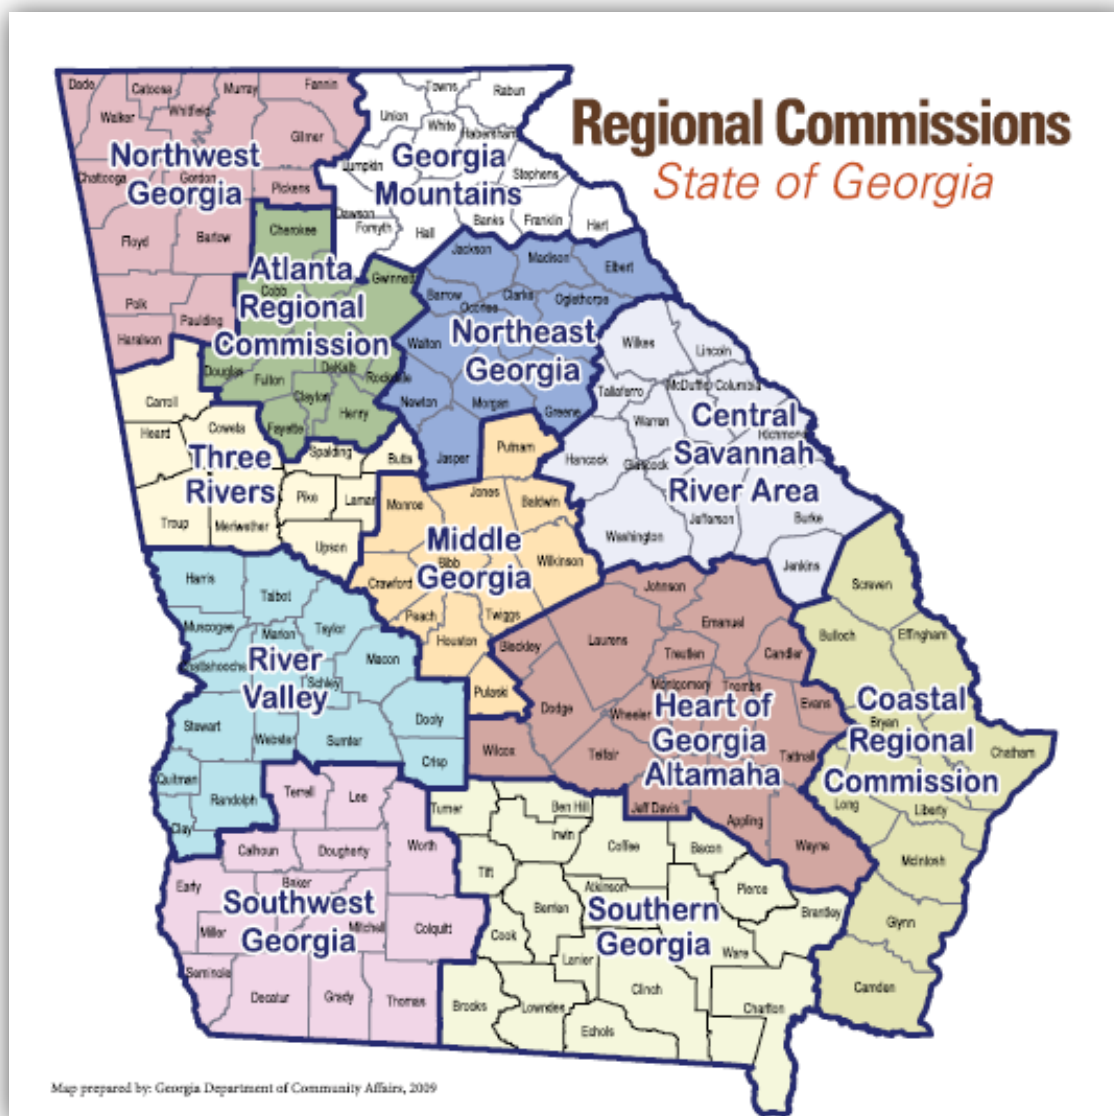 Regional Commissions
State of Georgia
Dade
Catoosa
Murray
Fannin
Walker
Whitfield
Gilmer
Northwest
Georgia
Chattooga
Gordon
Pickens
Floyd
Bartow
Polk
Paulding
Haralson
Towns
Rabun
Union
White
Habersham
Georgia
Mountains
Lumpkin
Stephens
Dawson
Forsyth
Hall
Banks
Franklin
Hart
Cherokee
Gwinnett
Atlanta
Regional
Commission
Cobb
Douglas
Fulton
DeKalb
Rockdale
Clayton
Henry
Fayette
Jackson
Madison
Elbert
Barrow
Oconee
Clarke
Oglethorpe
Walton
Northeast
Georgia
Newton
Morgan
Greene
Jasper
Wilkes
Lincoln
Taliaferro
McDuffie
Columbia
Warren
Richmond
Central
Savannah
River Area
Hancock
Glascock
Jefferson
Burke
Washington
Jenkins
Carroll
Heard
Coweta
Spalding
Butts
Three
Rivers
Pike
Lamar
Troup
Meriwether
Upson
Putnam
Jones
Monroe
Baldwin
Middle
Georgia
Bibb
Wilkinson
Crawford
Peach
Twiggs
Houston
Pulaski
Harris
Talbot
Muscogee
Marion
Taylor
Macon
River
Valley
Schley
Stewart
Webster
Sumter
Dooly
Crisp
Quitman
Randolph
Clay
Johnson
Emanuel
Laurens
Bleckley
Treutlen
Candler
Montgomery
Toombs
Evans
Dodge
Wheeler
Heart of
Georgia
Altamaha
Wilcox
Telfair
Tattnall
Jeff Davis
Appling
Wayne
Screven
Bulloch
Effingham
Coastal
Regional
Commission
Bryan
Chatham
Long
Liberty
McIntosh
Glynn
Camden
Terrell
Lee
Calhoun
Dougherty
Worth
Early
Baker
Southwest
Georgia
Miller
Mitchell
Colquitt
Seminole
Decatur
Grady
Thomas
Turner
Ben Hill
Irwin
Coffee
Bacon
Tift
Atkinson
Pierce
Berrien
Brantley
Southern
Georgia
Cook
Lanier
Ware
Brooks
Lowndes
Clinch
Charlton
Echols
Map prepared by: Georgia Department of Community Affairs, 2009